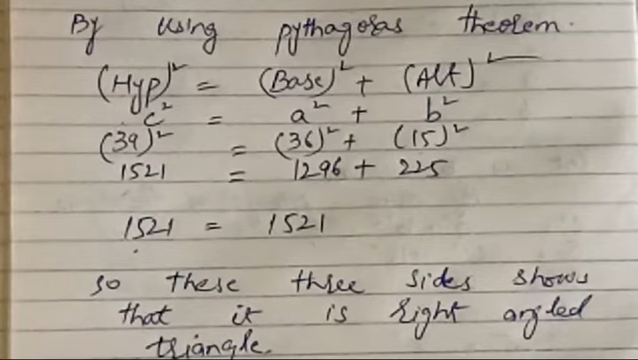 By using pythagoras theorem.
(Hyp)² = (Base)² + (Alt)²
c² = a² + b²
(39)² = (36)² + (15)²
1521 = 1296 + 225
1521 = 1521
so these three sides shows
that it is right angled
triangle.